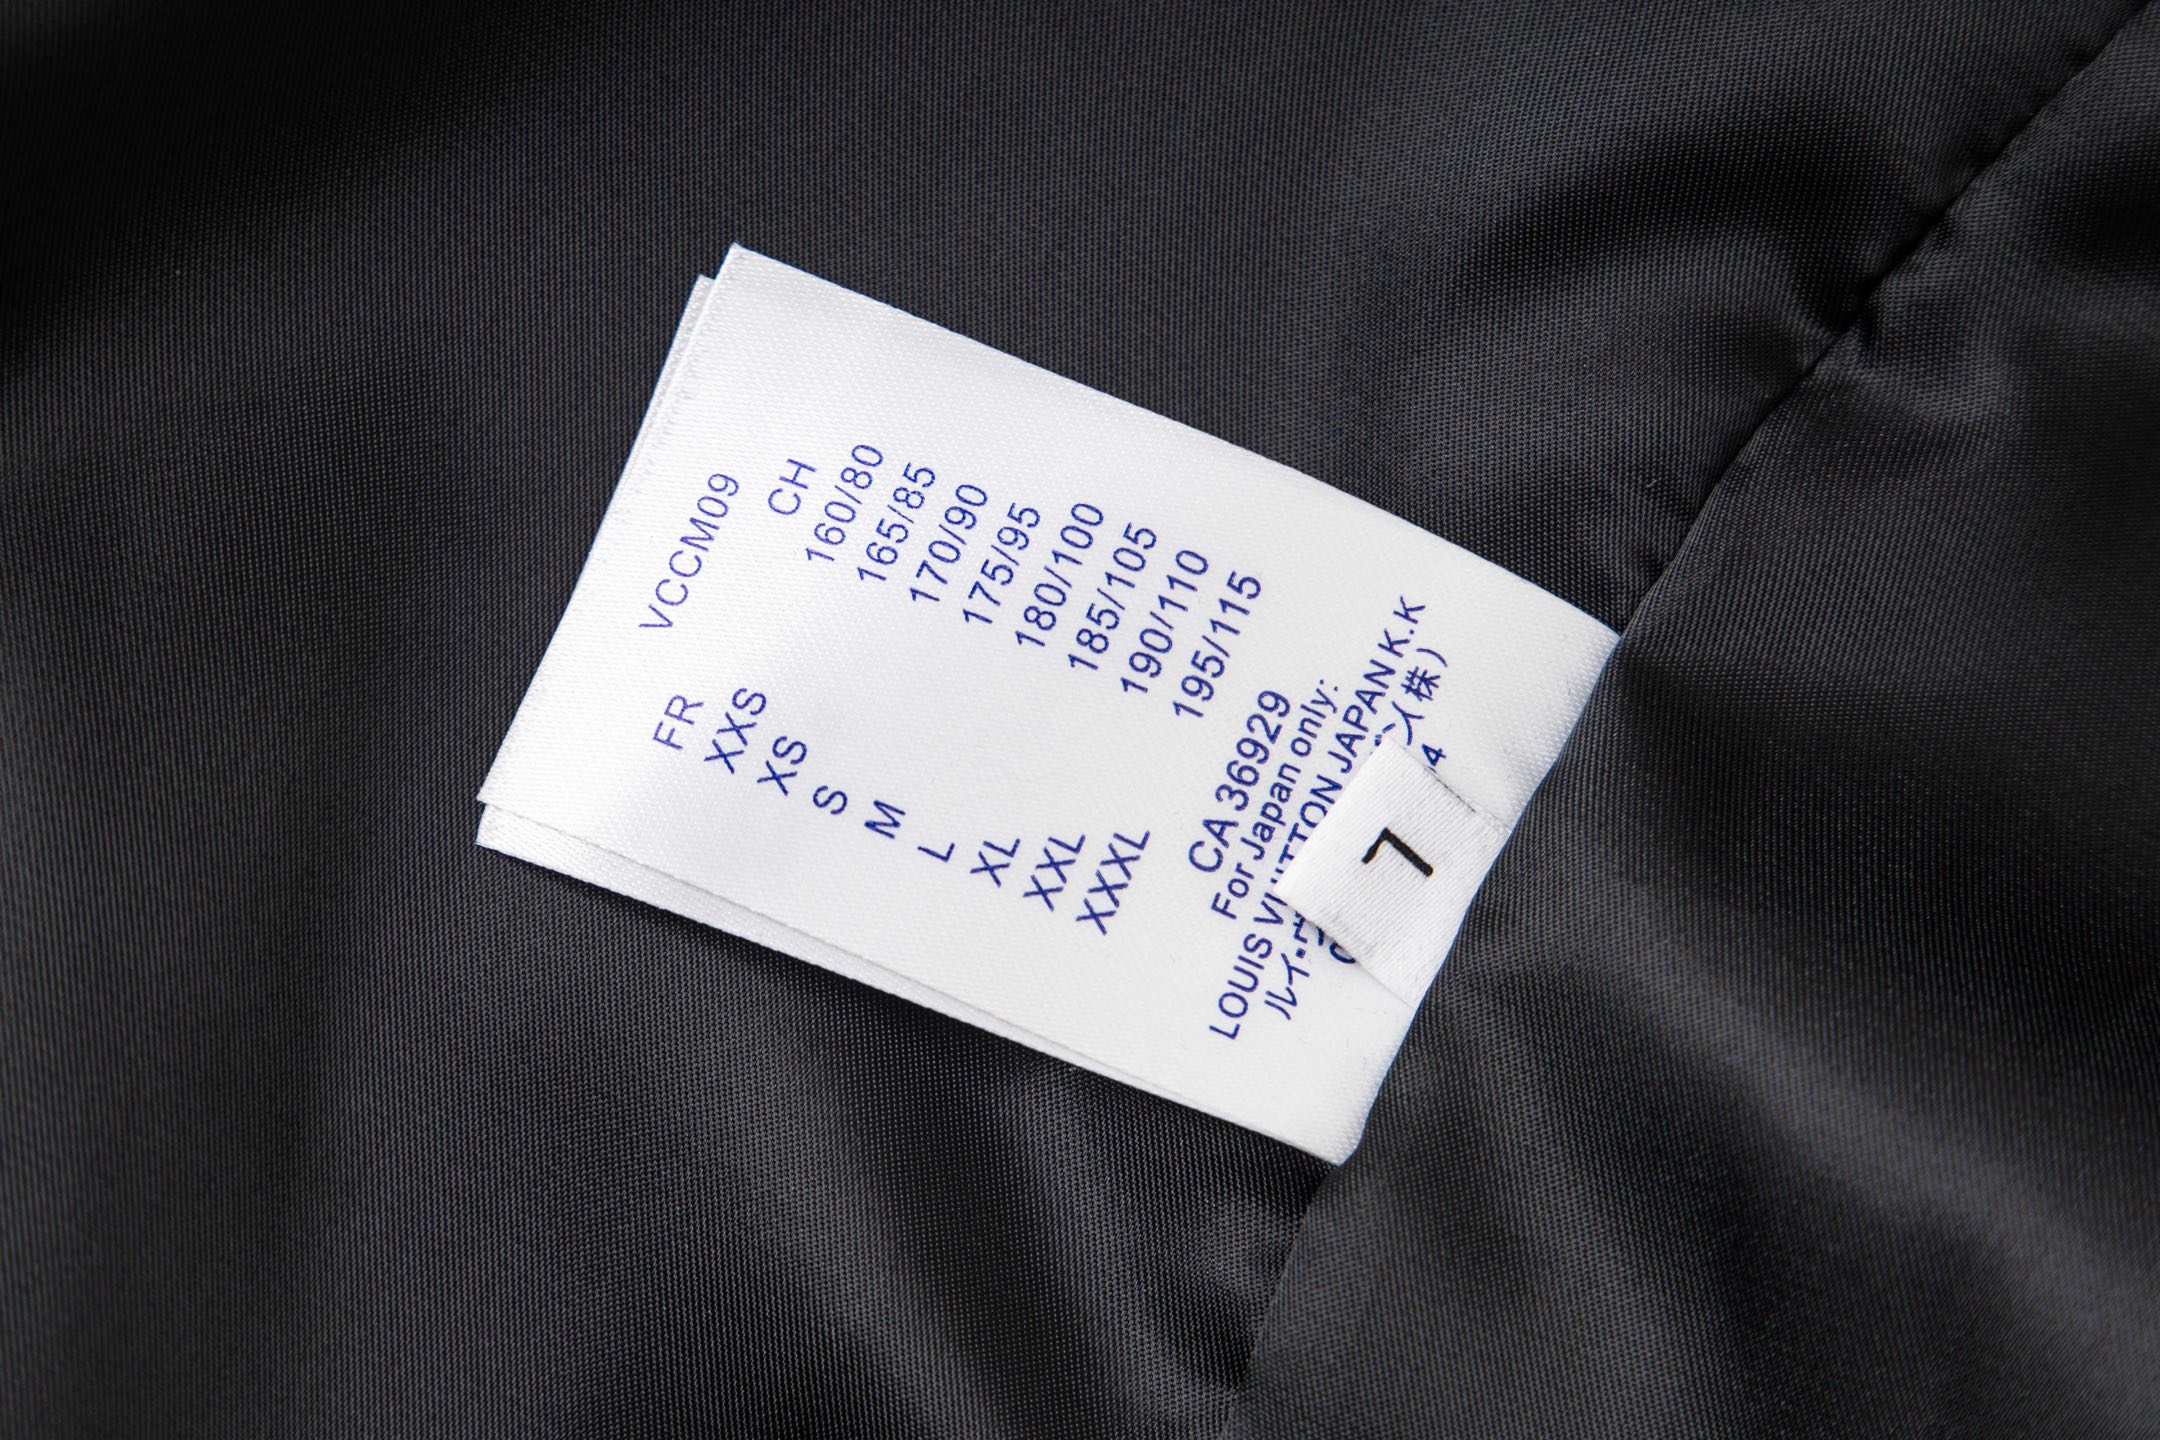 VCCM09
FR CH
XXS 160/80
XS 165/85
S 170/90
M 175/95
L 180/100
XL 185/105
XXL 190/110
XXXL 195/115
CA 36929
For Japan only:
LOUIS VUITTON JAPAN K.K
L